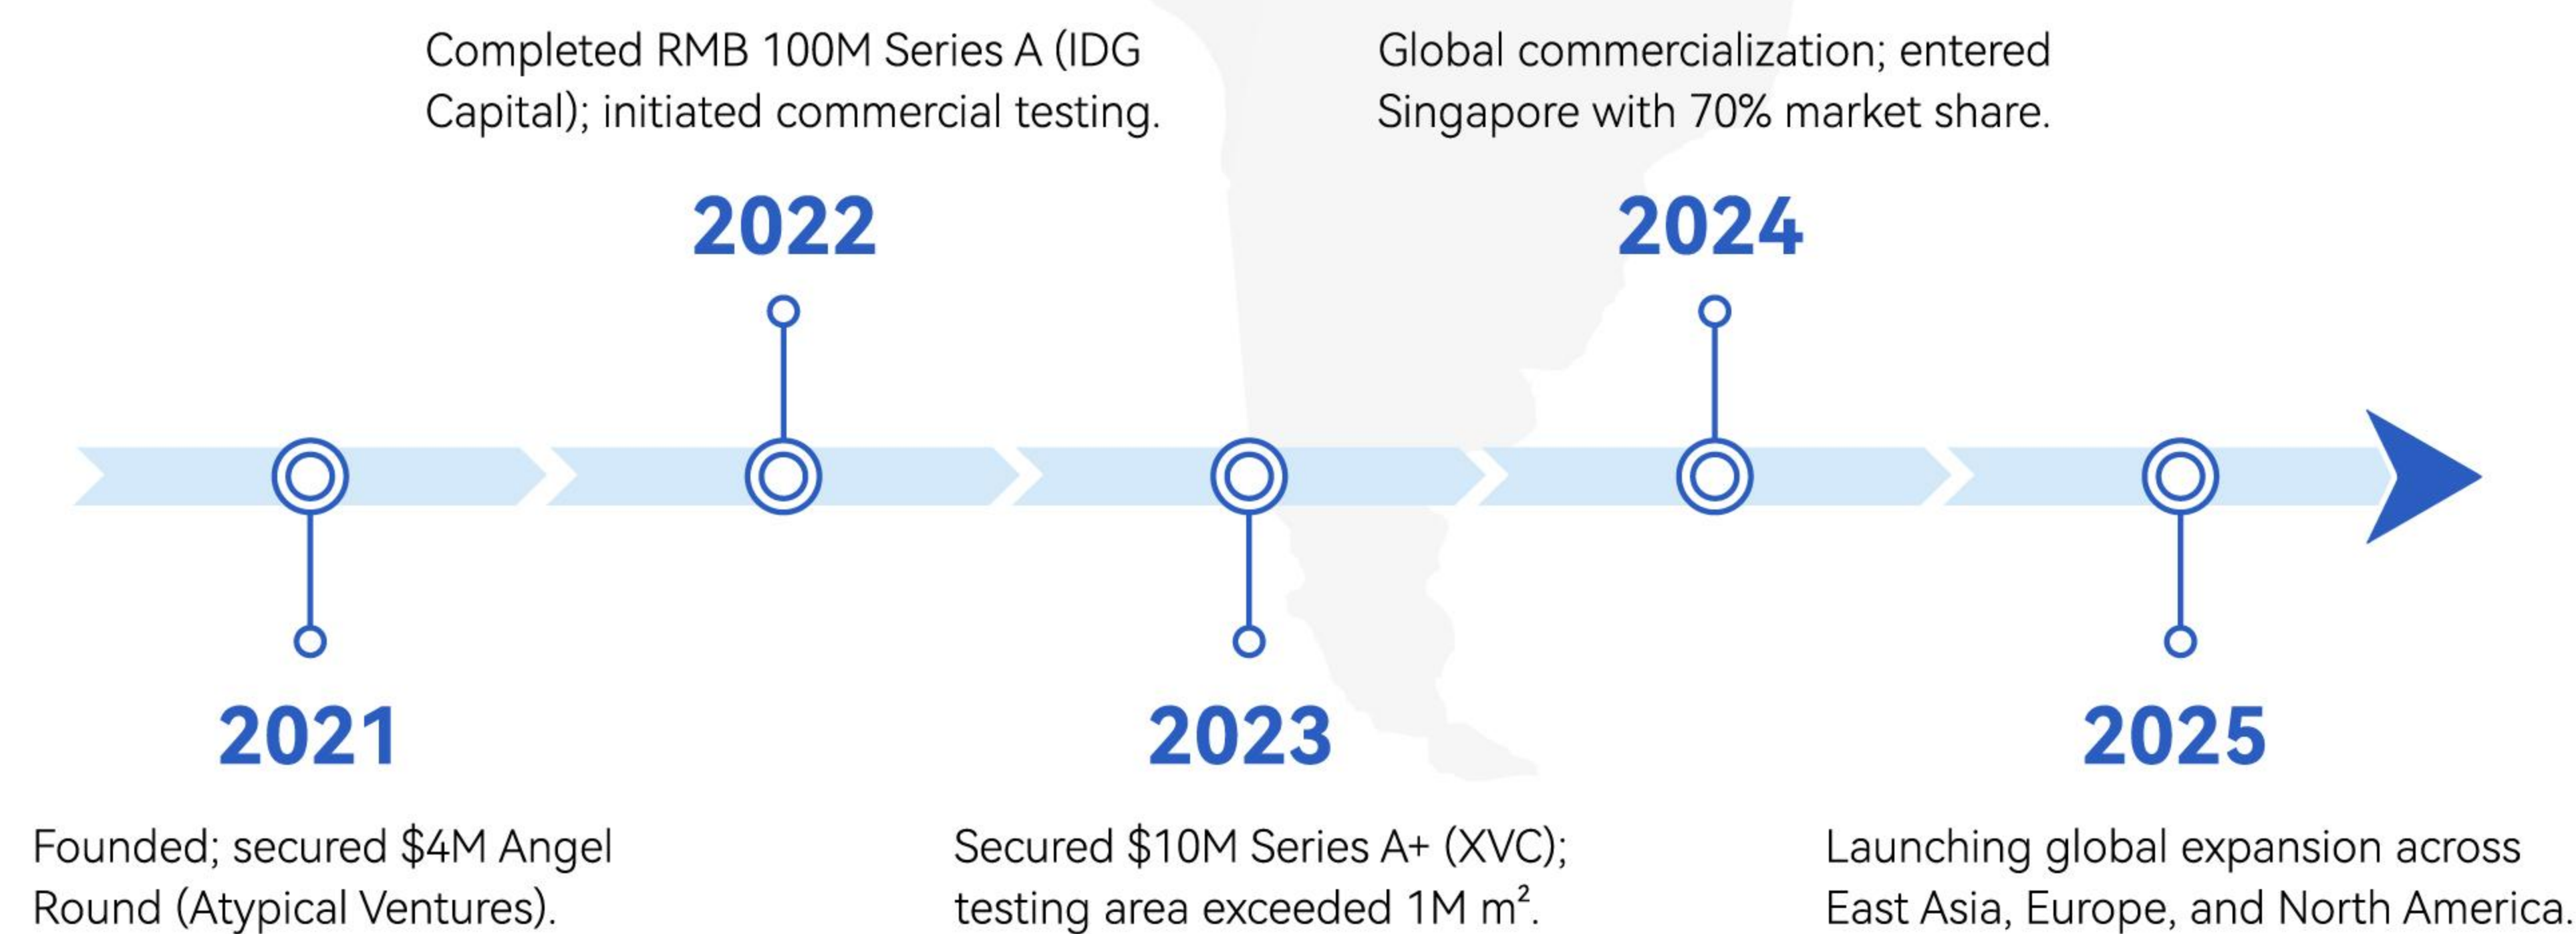 Completed RMB 100M Series A (IDG
Capital); initiated commercial testing.
Global commercialization; entered
Singapore with 70% market share.
2022
2024
2021
2023
2025
Founded; secured $4M Angel
Round (Atypical Ventures).
Secured $10M Series A+ (XVC);
testing area exceeded 1M m².
Launching global expansion across
East Asia, Europe, and North America.